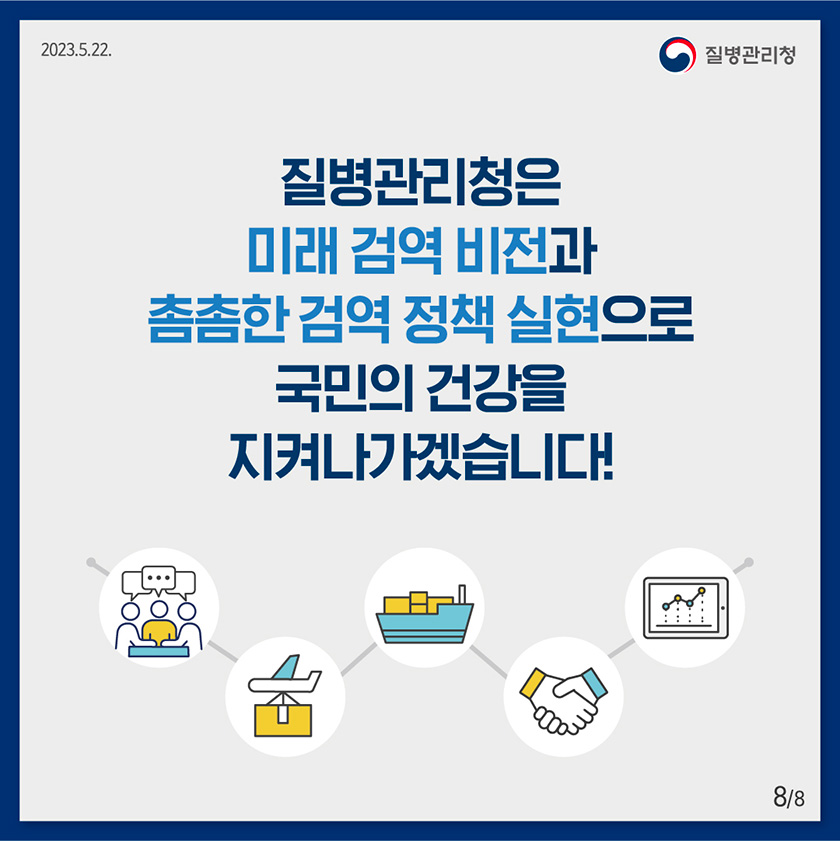 2023.5.22.
질병관리청
질병관리청은
미래 검역 비전과
촘촘한 검역 정책 실현으로
국민의 건강을
지켜나가겠습니다!
8/8